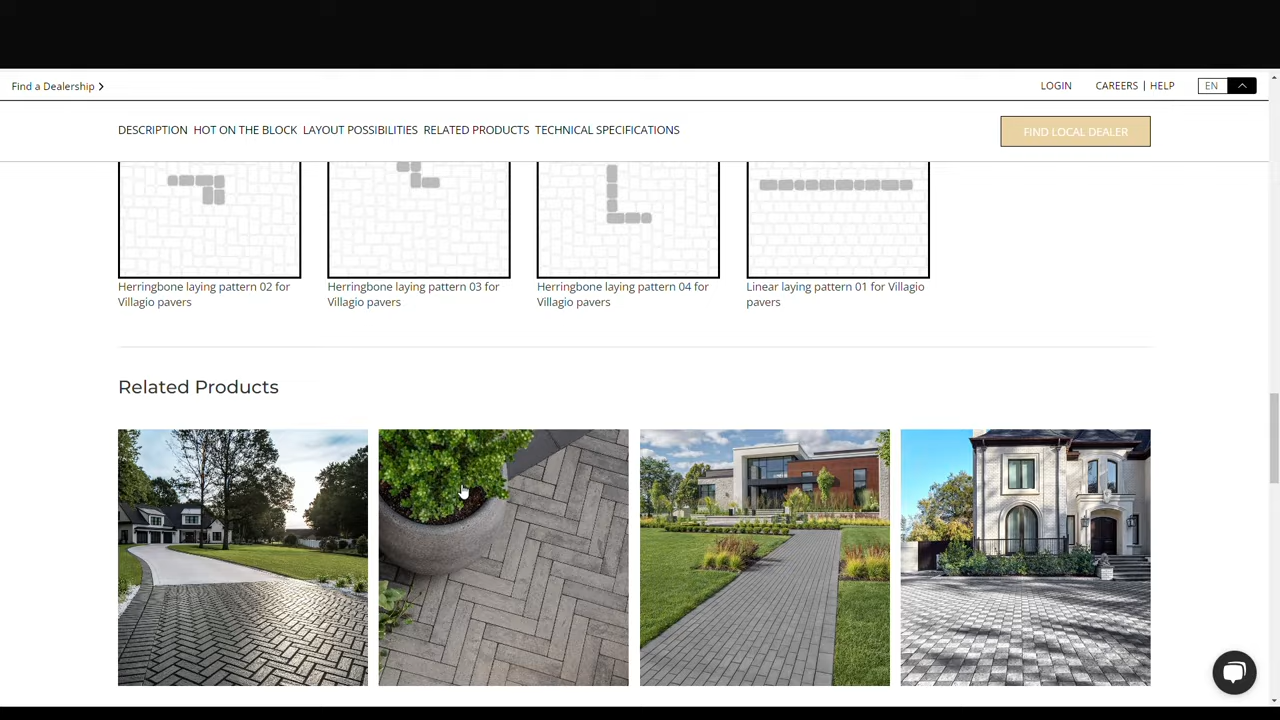 Find a Dealership
LOGIN CAREERS | HELP EN
DESCRIPTION HOT ON THE BLOCK LAYOUT POSSIBILITIES RELATED PRODUCTS TECHNICAL SPECIFICATIONS
FIND LOCAL DEALER
Herringbone laying pattern 02 for
Villagio pavers
Herringbone laying pattern 03 for
Villagio pavers
Herringbone laying pattern 04 for
Villagio pavers
Linear laying pattern 01 for Villagio
pavers
Related Products